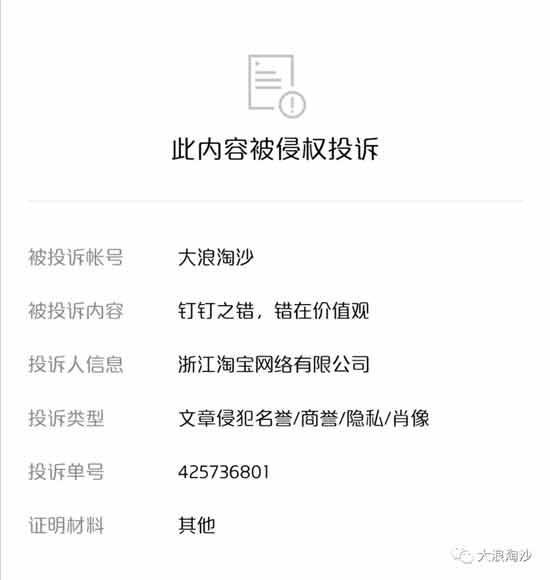 此内容被侵权投诉
被投诉帐号 大浪淘沙
被投诉内容 钉钉之错，错在价值观
投诉人信息 浙江淘宝网络有限公司
投诉类型 文章侵犯名誉/商誉/隐私/肖像
投诉单号 425736801
证明材料 其他
大浪淘沙